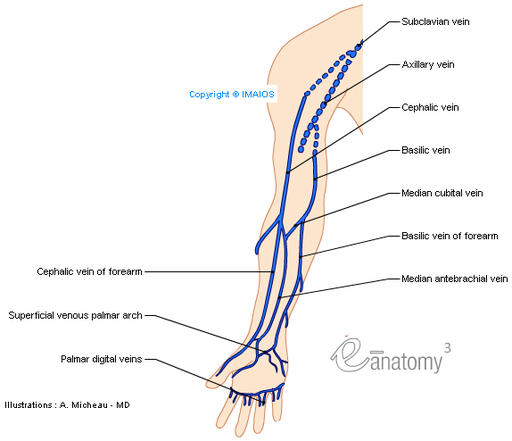 Subclavian vein
Copyright © IMAIOS
Axillary vein
Cephalic vein
Basilic vein
Median cubital vein
Basilic vein of forearm
Cephalic vein of forearm
Median antebrachial vein
Superficial venous palmar arch
e-anatomy 3
Palmar digital veins
Illustrations : A. Micheau - MD